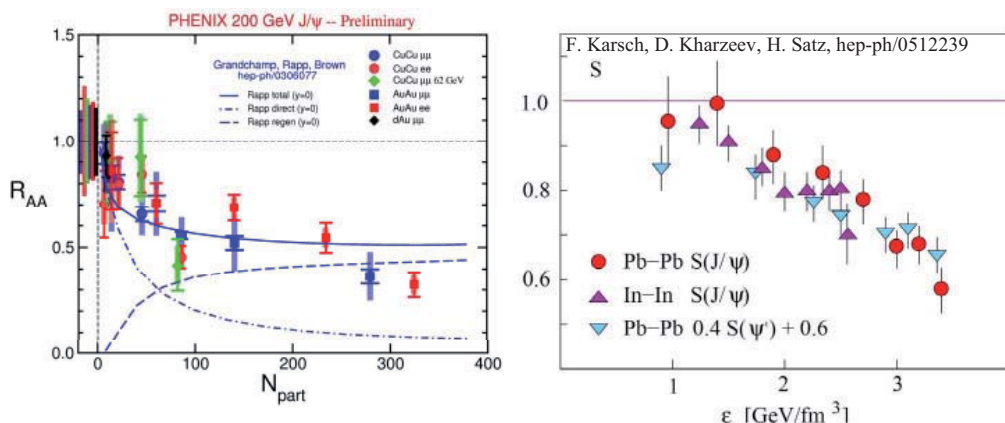 PHENIX 200 GeV J/ψ -- Preliminary
1.5
1.0
0.5
0.0
R_AA
Grandchamp, Rapp, Brown
hep-ph/0306077
Rapp total (y=0)
Rapp direct (y=0)
Rapp regen (y=0)
CuCu μμ
CuCu ee
CuCu μμ 62 GeV
AuAu μμ
AuAu ee
dAu μμ
0
100
200
300
400
N_part
F. Karsch, D. Kharzeev, H. Satz, hep-ph/0512239
S
1.0
0.8
0.6
Pb-Pb S(J/ψ)
In-In S(J/ψ)
Pb-Pb 0.4 S(ψ') + 0.6
1
2
3
ε [GeV/fm³]